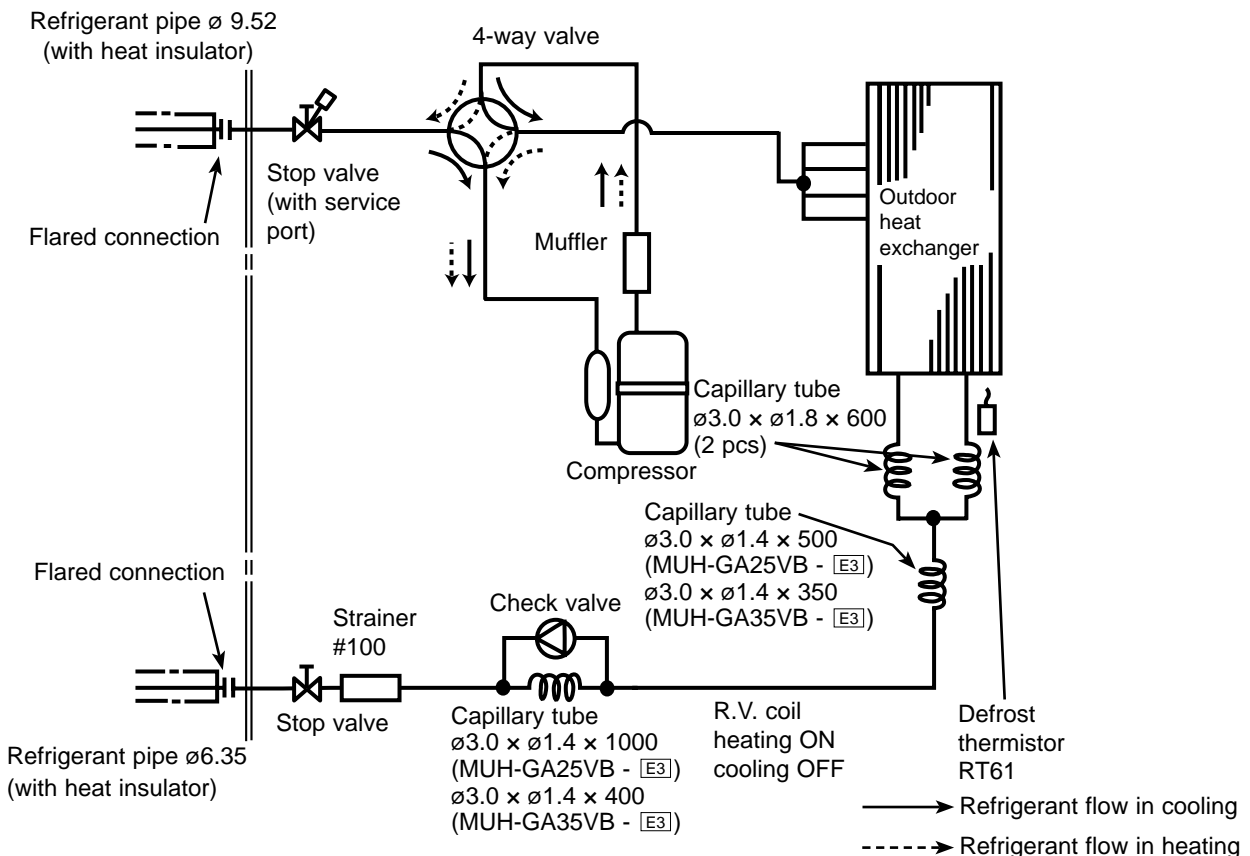 Refrigerant pipe ø 9.52
(with heat insulator)
4-way valve
Stop valve
(with service
port)
Flared connection
Muffler
Outdoor
heat
exchanger
Compressor
Capillary tube
ø3.0 × ø1.8 × 600
(2 pcs)
Capillary tube
ø3.0 × ø1.4 × 500
(MUH-GA25VB - E3)
ø3.0 × ø1.4 × 350
(MUH-GA35VB - E3)
Flared connection
Strainer
#100
Check valve
Stop valve
Refrigerant pipe ø6.35
(with heat insulator)
Capillary tube
ø3.0 × ø1.4 × 1000
(MUH-GA25VB - E3)
ø3.0 × ø1.4 × 400
(MUH-GA35VB - E3)
R.V. coil
heating ON
cooling OFF
Defrost
thermistor
RT61
Refrigerant flow in cooling
Refrigerant flow in heating